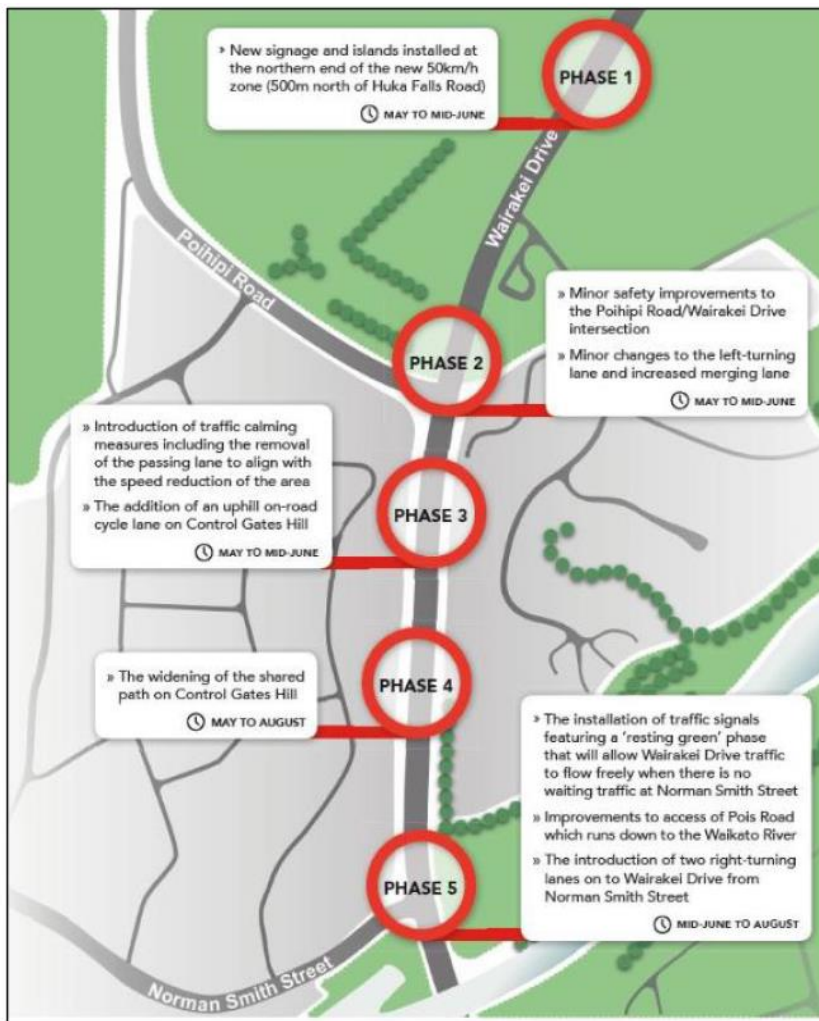 » New signage and islands installed at
the northern end of the new 50km/h
zone (500m north of Huka Falls Road)
MAY TO MID-JUNE
PHASE 1
Wairakei Drive
Poihipi Road
» Minor safety improvements to
the Poihipi Road/Wairakei Drive
intersection
» Minor changes to the left-turning
lane and increased merging lane
MAY TO MID-JUNE
PHASE 2
» Introduction of traffic calming
measures including the removal
of the passing lane to align with
the speed reduction of the area
» The addition of an uphill on-road
cycle lane on Control Gates Hill
MAY TO MID-JUNE
PHASE 3
» The widening of the shared
path on Control Gates Hill
MAY TO AUGUST
PHASE 4
» The installation of traffic signals
featuring a ‘resting green’ phase
that will allow Wairakei Drive traffic
to flow freely when there is no
waiting traffic at Norman Smith Street
» Improvements to access of Pois Road
which runs down to the Waikato River
» The introduction of two right-turning
lanes on to Wairakei Drive from
Norman Smith Street
MID-JUNE TO AUGUST
PHASE 5
Norman Smith Street